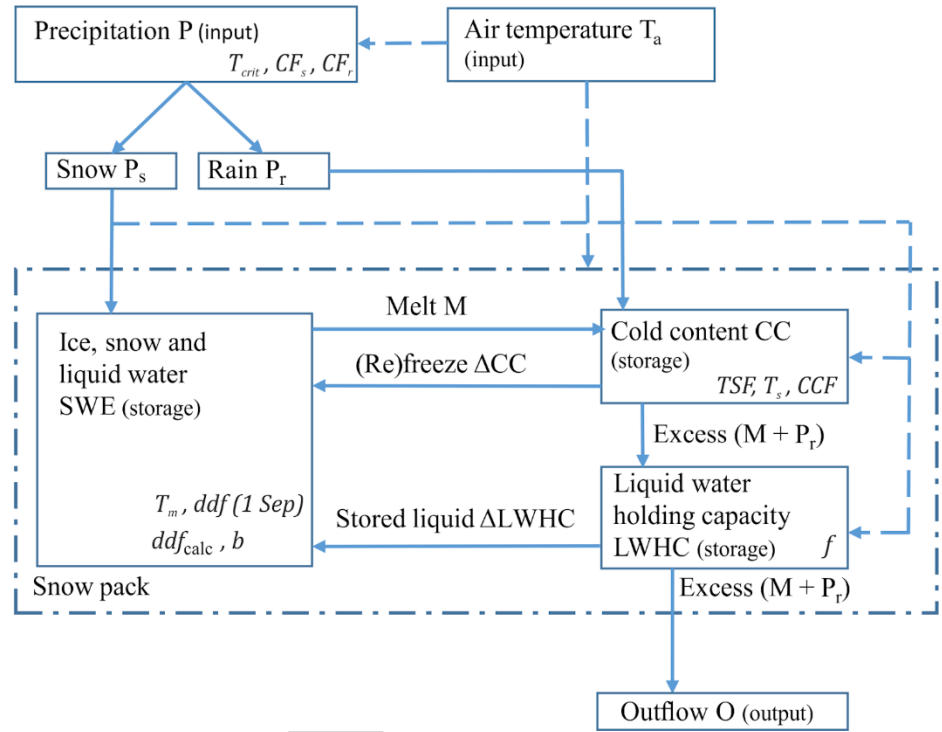 Precipitation P (input)
T_crit , CF_s , CF_r
Air temperature T_a
(input)
Snow P_s
Rain P_r
Melt M
(Re)freeze ΔCC
Ice, snow and
liquid water
SWE (storage)
T_m , ddf (1 Sep)
ddf_calc , b
Cold content CC
(storage)
TSF, T_s , CCF
Excess (M + P_r)
Stored liquid ΔLWHC
Liquid water
holding capacity
LWHC (storage) f
Snow pack
Excess (M + P_r)
Outflow O (output)